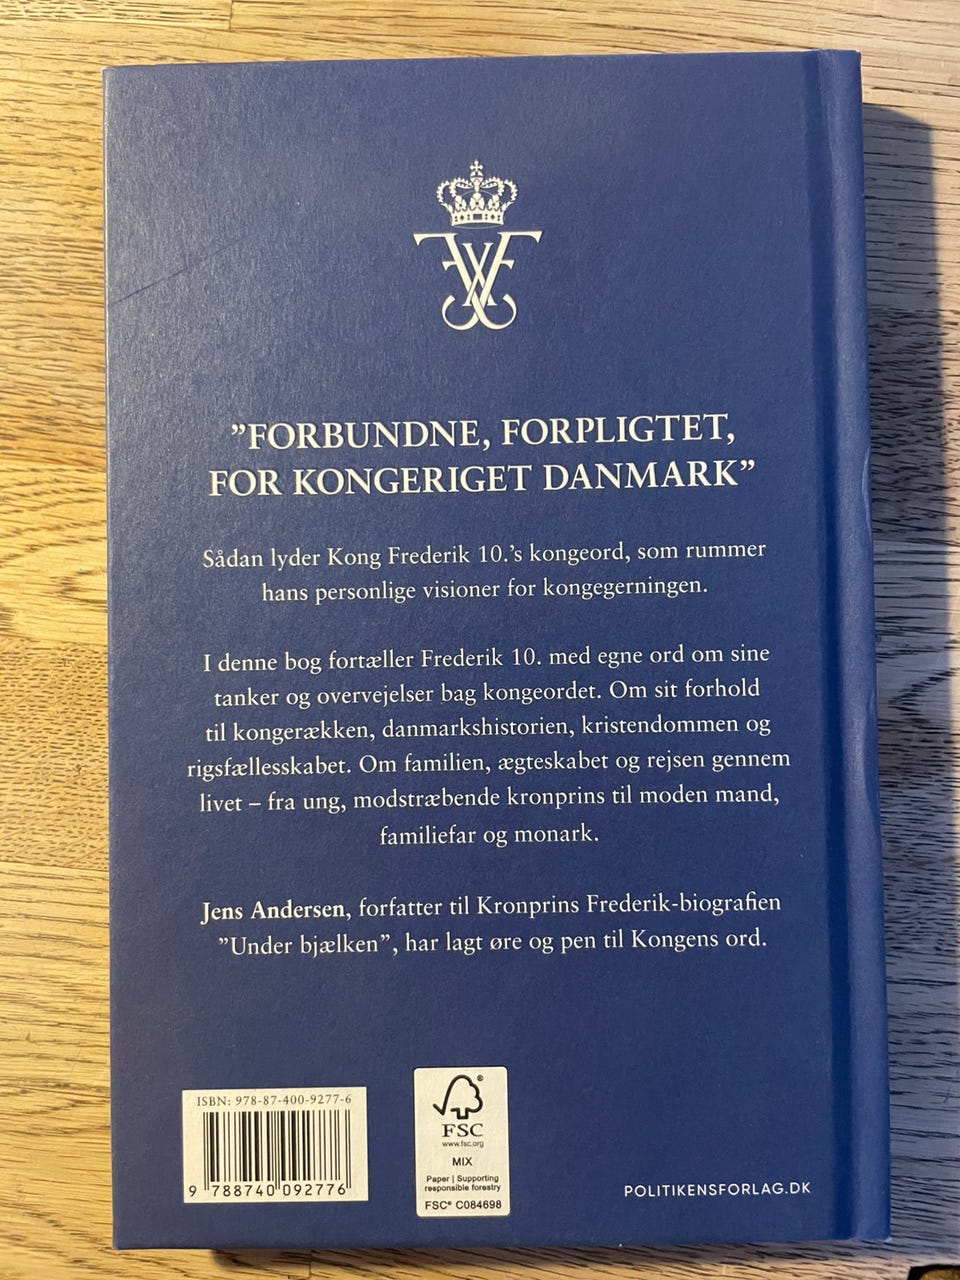 ”FORBUNDNE, FORPLIGTET,
FOR KONGERIGET DANMARK”
Sådan lyder Kong Frederik 10.’s kongeord, som rummer
hans personlige visioner for kongegerningen.
I denne bog fortæller Frederik 10. med egne ord om sine
tanker og overvejelser bag kongeordet. Om sit forhold
til kongerækken, danmarkshistorien, kristendommen og
rigsfællesskabet. Om familien, ægteskabet og rejsen gennem
livet – fra ung, modstræbende kronprins til moden mand,
familiefar og monark.
Jens Andersen, forfatter til Kronprins Frederik-biografien
”Under bjælken”, har lagt øre og pen til Kongens ord.
ISBN: 978-87-400-9277-6
9 788740 092776
®
FSC
www.fsc.org
MIX
Paper | Supporting
responsible forestry
FSC® C084698
POLITIKENSFORLAG.DK